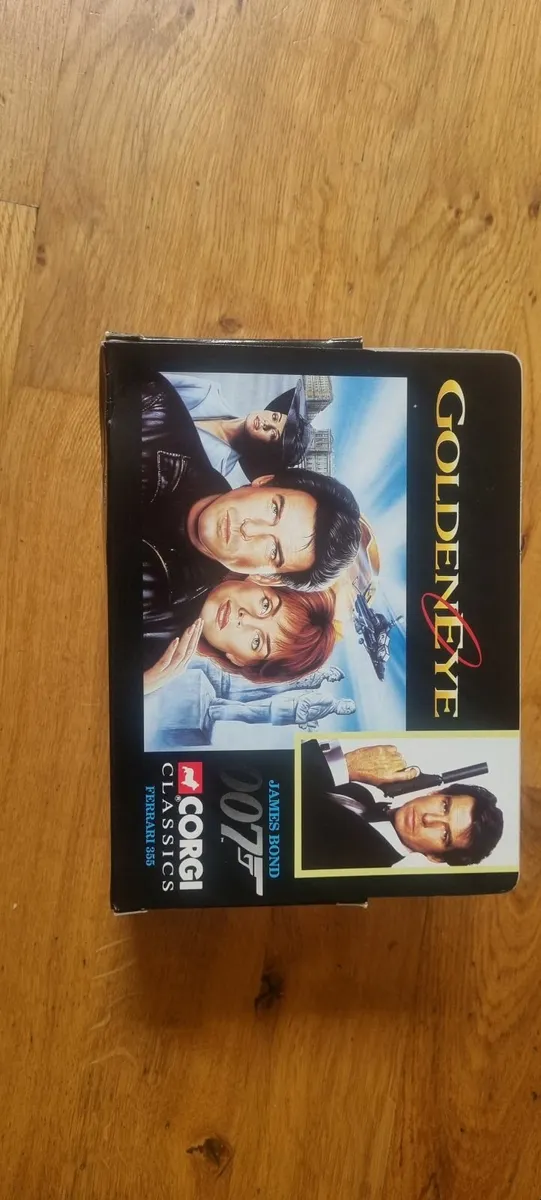 GOLDENEYE
JAMES BOND
007
CORGI®
CLASSICS
FERRARI 355